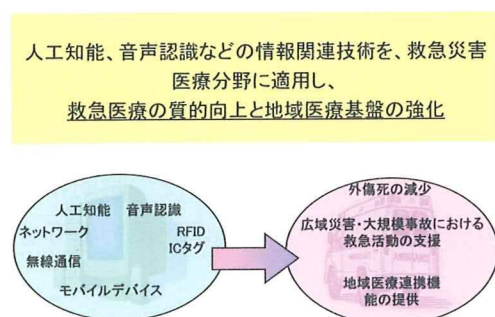 人工知能、音声認識などの情報関連技術を、救急災害
医療分野に適用し、
救急医療の質的向上と地域医療基盤の強化
人工知能 音声認識
ネットワーク RFID
ICタグ
無線通信
モバイルデバイス
外傷死の減少
広域災害・大規模事故における
救急活動の支援
地域医療連携機
能の提供